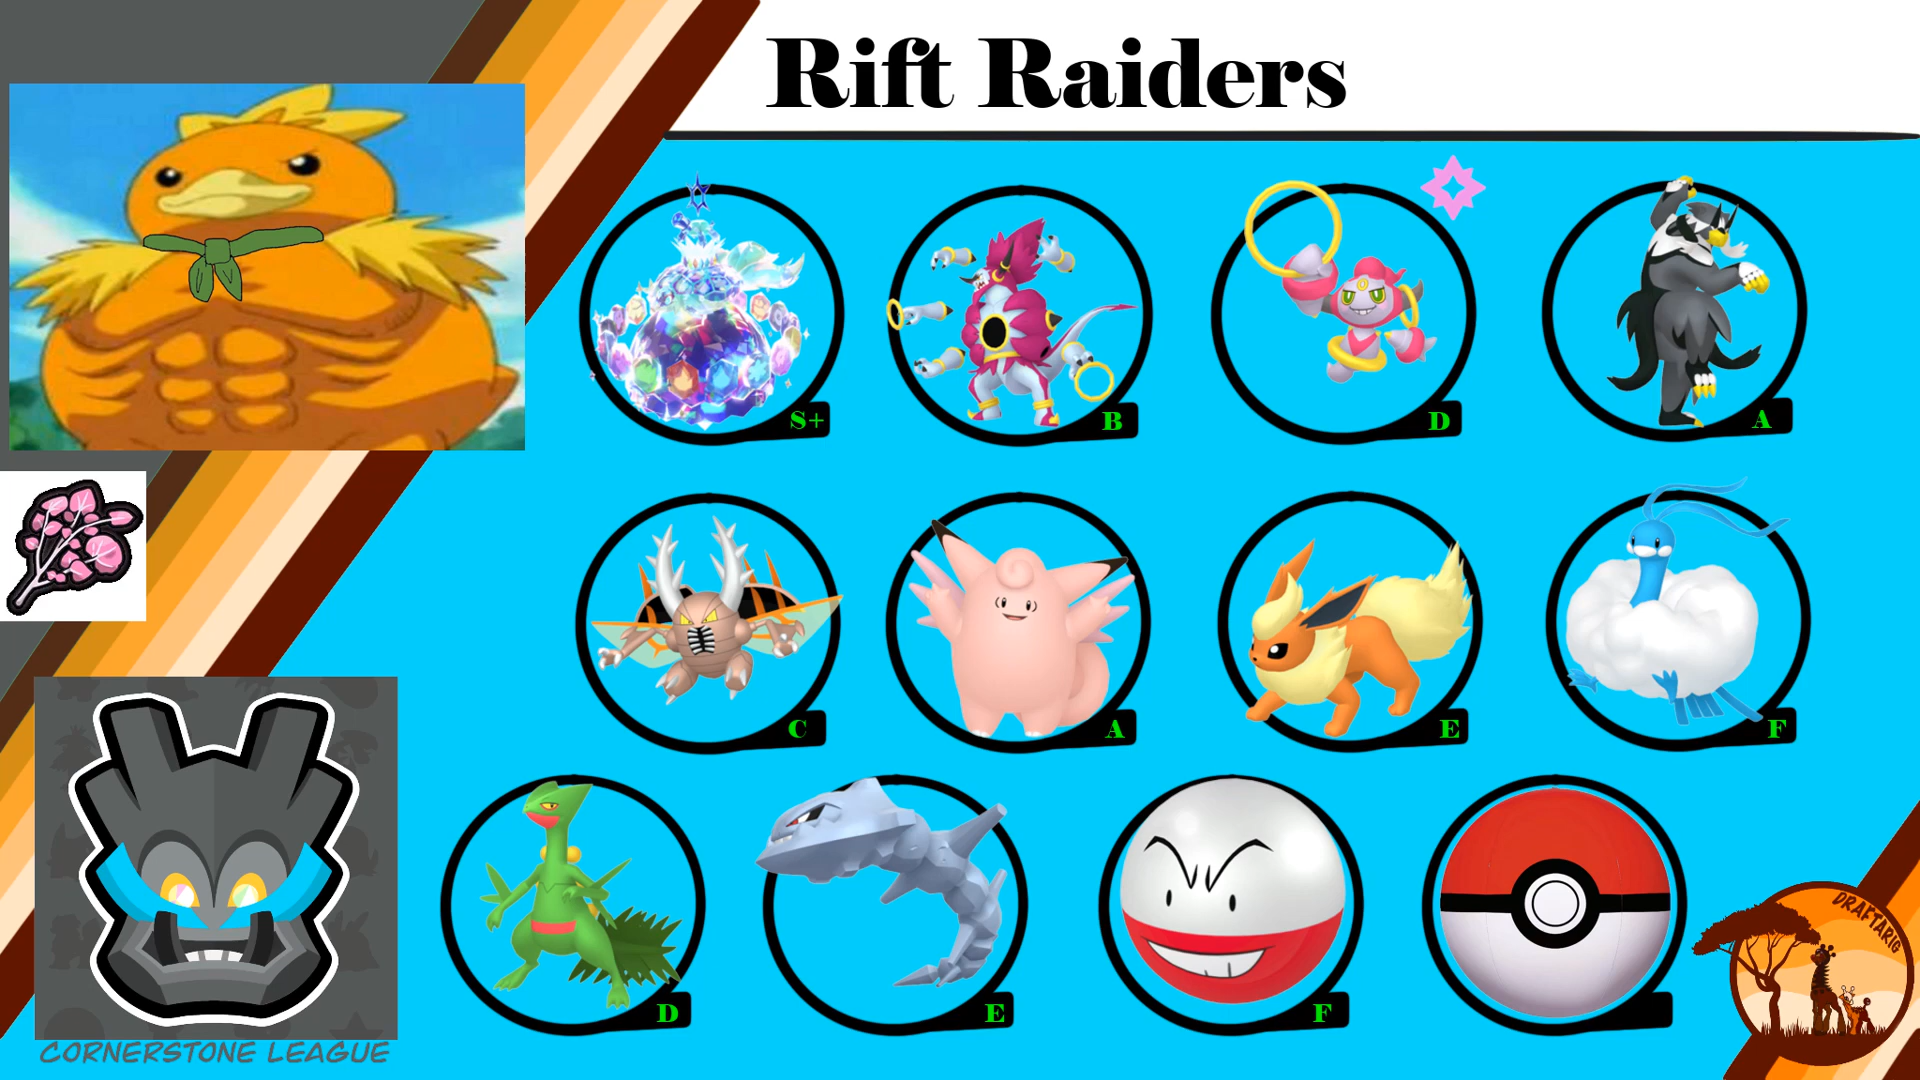 Rift Raiders
S+
B
D
A
C
A
E
F
D
E
F
DRAFTARIG
CORNERSTONE LEAGUE